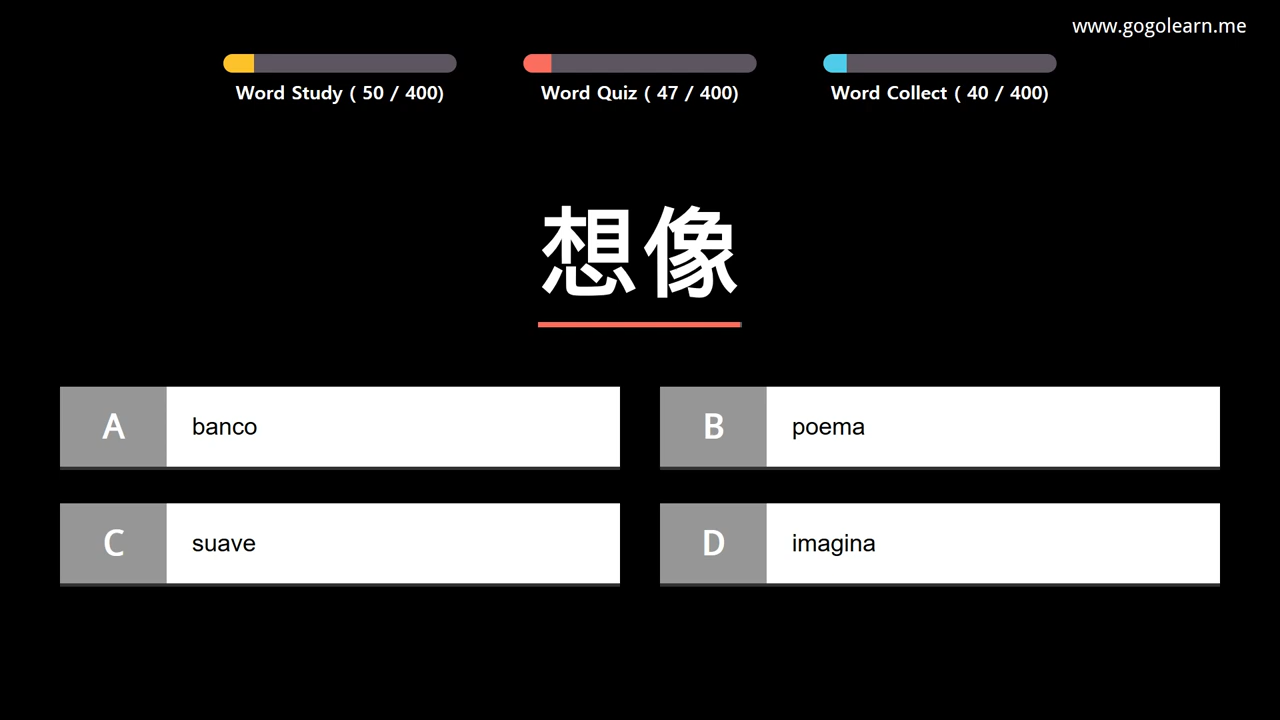 www.gogolearn.me
Word Study ( 50 / 400)
Word Quiz ( 47 / 400)
Word Collect ( 40 / 400)
想像
A banco
B poema
C suave
D imagina